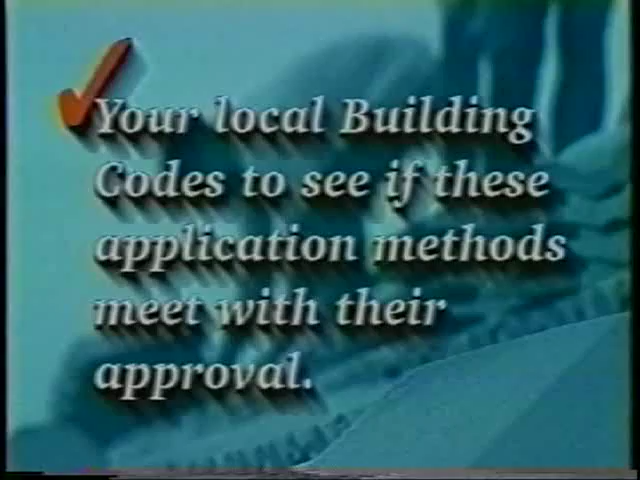 Your local Building
Codes to see if these
application methods
meet with their
approval.